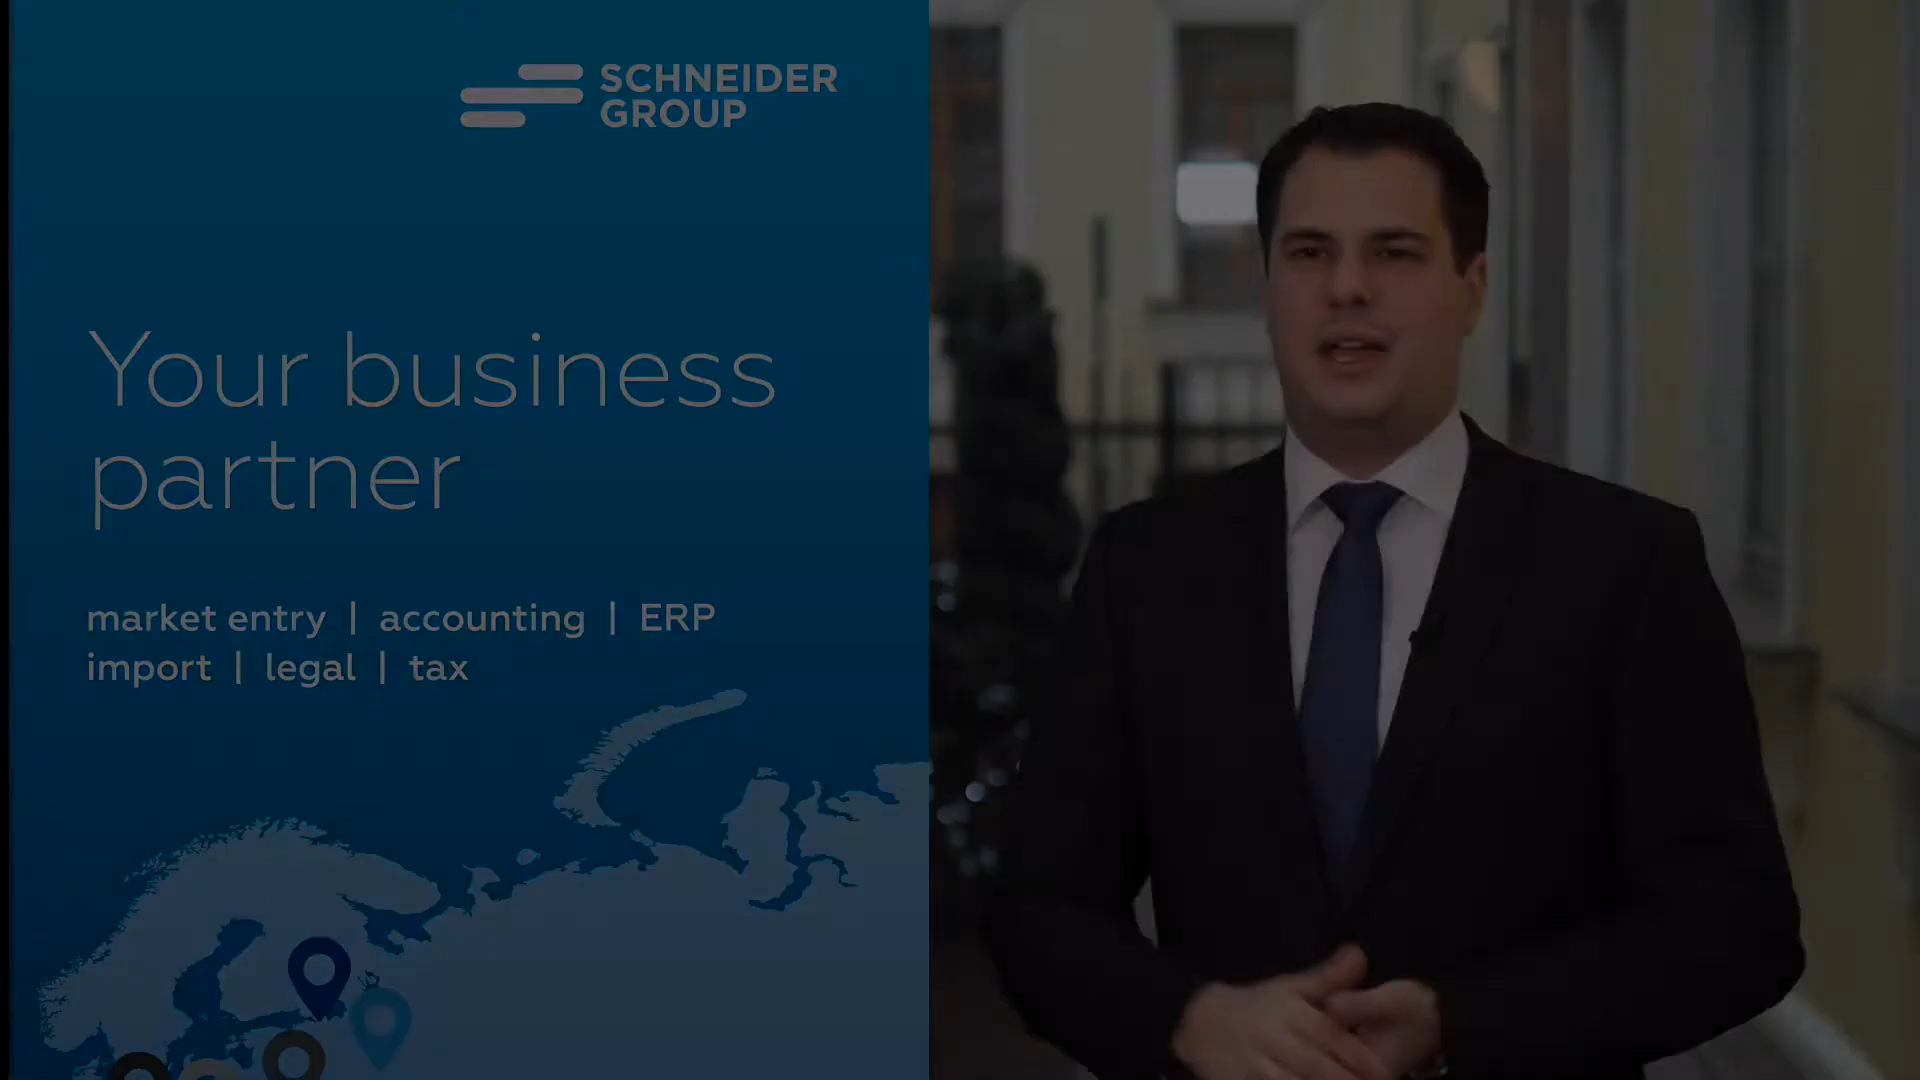 SCHNEIDER
GROUP
Your business
partner
market entry | accounting | ERP
import | legal | tax